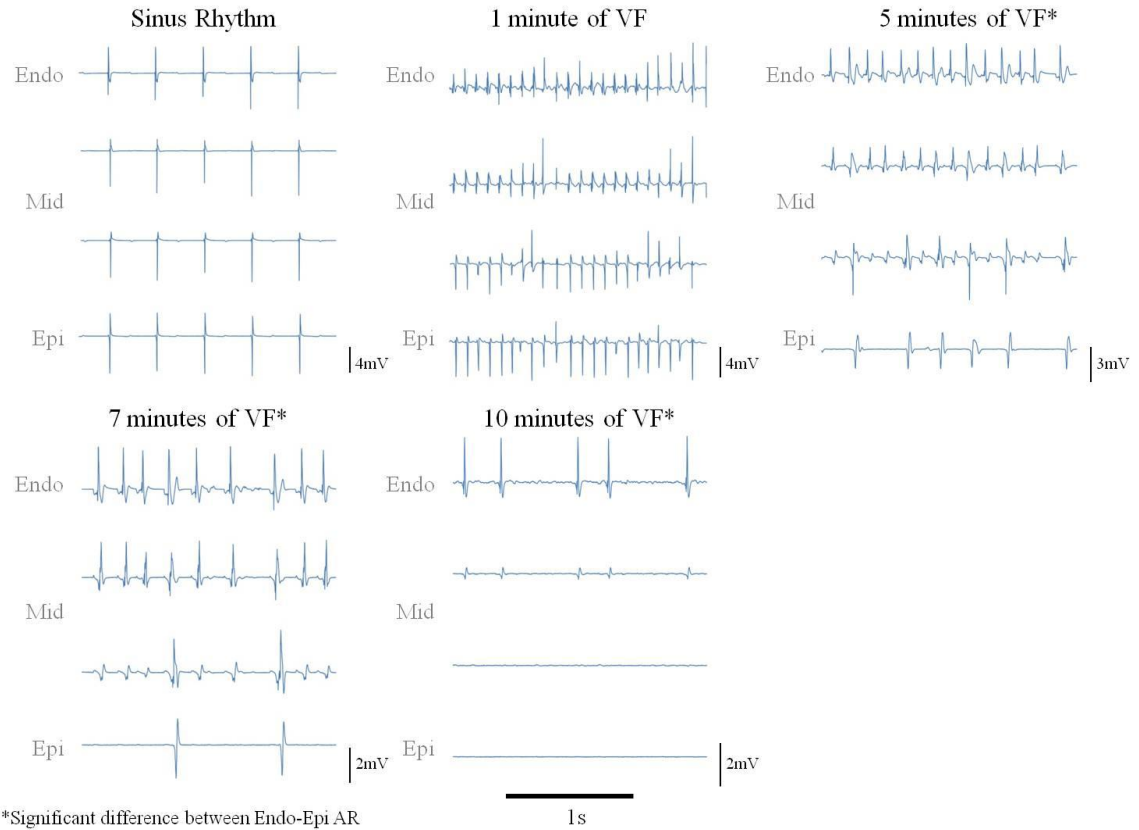 Sinus Rhythm
Endo
Mid
Epi
4mV
1 minute of VF
Endo
Mid
Epi
4mV
5 minutes of VF*
Endo
Mid
Epi
3mV
7 minutes of VF*
Endo
Mid
Epi
2mV
10 minutes of VF*
Endo
Mid
Epi
2mV
*Significant difference between Endo-Epi AR
1s